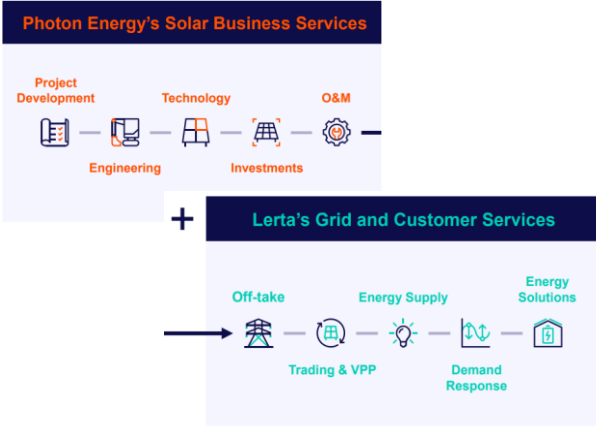 Photon Energy's Solar Business Services
Project
Development
Technology
O&M
Engineering
Investments
+
Lerta's Grid and Customer Services
Off-take
Energy Supply
Energy
Solutions
Trading & VPP
Demand
Response